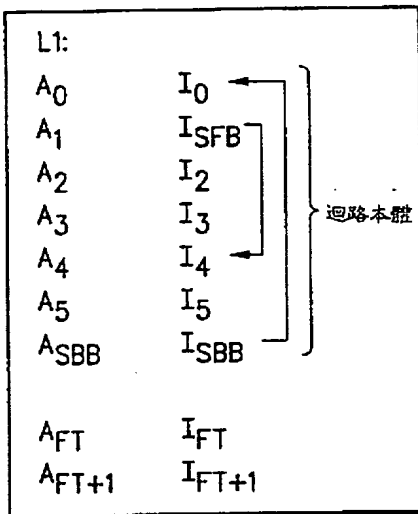 L1:
A0 I0
A1 ISFB
A2 I2
A3 I3 迴路本體
A4 I4
A5 I5
ASBB ISBB
AFT IFT
AFT+1 IFT+1